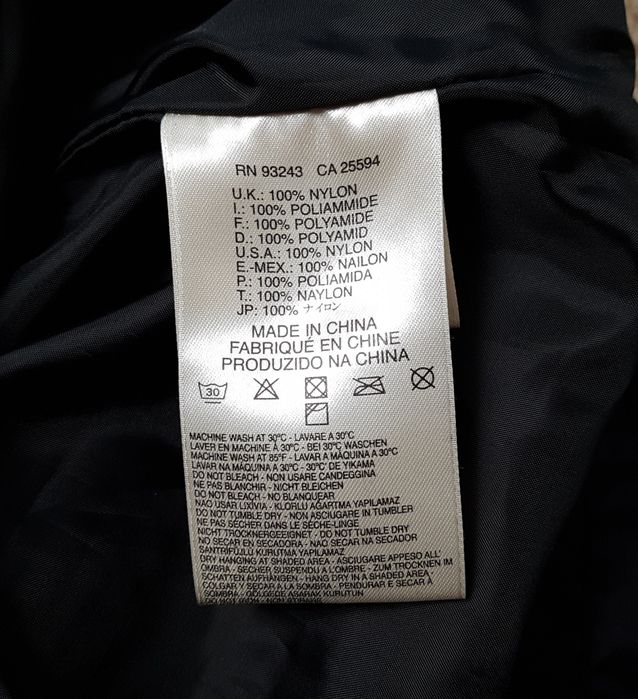 RN 93243 CA 25594
U.K.: 100% NYLON
I.: 100% POLIAMMIDE
F.: 100% POLYAMIDE
D.: 100% POLYAMID
U.S.A.: 100% NYLON
E.-MEX.: 100% NAILON
P.: 100% POLIAMIDA
T.: 100% NAYLON
JP: 100% ナイロン
MADE IN CHINA
FABRIQUÉ EN CHINE
PRODUZIDO NA CHINA
30
MACHINE WASH AT 30°C - LAVARE A 30°C
LAVER EN MACHINE À 30°C - BEI 30°C WASCHEN
MACHINE WASH AT 85°F - LAVAR A MÁQUINA A 30°C
LAVAR NA MÁQUINA A 30°C - 30°C' DE YIKAMA
DO NOT BLEACH - NON USARE CANDEGGINA
NE PAS BLANCHIR - NICHT BLEICHEN
DO NOT BLEACH - NO BLANQUEAR
NÃO USAR LIXÍVIA - KLORLU AĞARTMA YAPILAMAZ
DO NOT TUMBLE DRY - NON ASCIUGARE IN TUMBLER
NE PAS SÉCHER DANS LE SÈCHE-LINGE
NICHT TROCKNERGEEIGNET - DO NOT TUMBLE DRY
NO SECAR EN SECADORA - NÃO SECAR NA SECADOR
SANTRİFÜJLÜ KURUTMA YAPILAMAZ
DRY HANGING AT SHADED AREA - ASCIUGARE APPESO ALL'
OMBRA - SECHER SUSPENDU A L'OMBRE - ZUM TROCKNEN IM
SCHATTEN AUFHÄNGEN - HANG DRY IN A SHADED AREA
COLGAR Y SECAR A LA SOMBRA - PENDURAR E SECAR À
SOMBRA - GÖLGEDE ASARAK KURUTMA